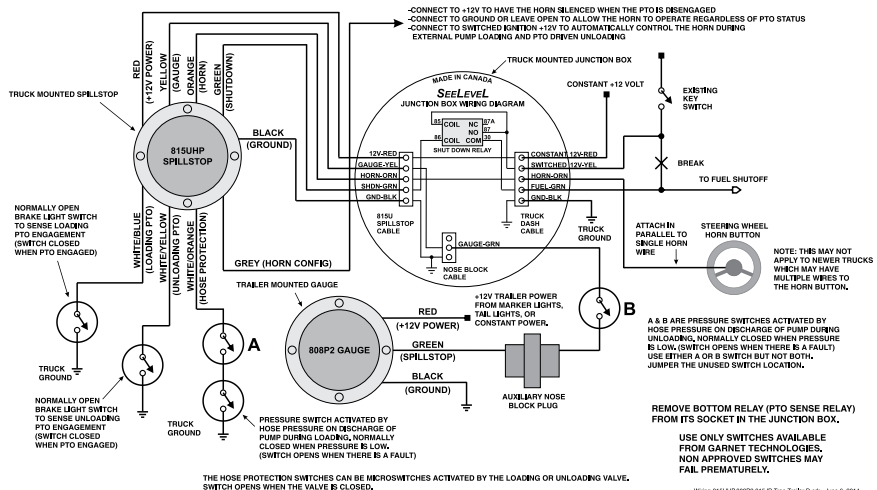 -CONNECT TO +12V TO HAVE THE HORN SILENCED WHEN THE PTO IS DISENGAGED
-CONNECT TO GROUND OR LEAVE OPEN TO ALLOW THE HORN TO OPERATE REGARDLESS OF PTO STATUS
-CONNECT TO SWITCHED IGNITION +12V TO AUTOMATICALLY CONTROL THE HORN DURING
EXTERNAL PUMP LOADING AND PTO DRIVEN UNLOADING
RED
(+12V POWER)
YELLOW
(GAUGE)
ORANGE
(HORN)
GREEN
(SHUTDOWN)
TRUCK MOUNTED SPILLSTOP
815UHP
SPILLSTOP
BLACK
(GROUND)
TRUCK MOUNTED JUNCTION BOX
MADE IN CANADA
SEELEVEL
JUNCTION BOX WIRING DIAGRAM
85
COIL
NC
87A
NO
87
86
COIL
COM
30
SHUT DOWN RELAY
12V-RED
GAUGE-YEL
HORN-ORN
SHDN-GRN
GND-BLK
CONSTANT 12V-RED
SWITCHED 12V-YEL
HORN-ORN
FUEL-GRN
GND-BLK
815U
SPILLSTOP
CABLE
TRUCK
DASH
CABLE
GAUGE-GRN
NOSE BLOCK
CABLE
CONSTANT +12 VOLT
EXISTING
KEY
SWITCH
BREAK
TO FUEL SHUTOFF
TRUCK
GROUND
ATTACH IN
PARALLEL TO
SINGLE HORN
WIRE
STEERING WHEEL
HORN BUTTON
NOTE: THIS MAY NOT
APPLY TO NEWER TRUCKS
WHICH MAY HAVE
MULTIPLE WIRES TO
THE HORN BUTTON.
NORMALLY OPEN
BRAKE LIGHT SWITCH
TO SENSE LOADING
PTO ENGAGEMENT
(SWITCH CLOSED
WHEN PTO ENGAGED)
WHITE/BLUE
(LOADING PTO)
WHITE/YELLOW
(UNLOADING PTO)
WHITE/ORANGE
(HOSE PROTECTION)
GREY (HORN CONFIG)
TRAILER MOUNTED GAUGE
808P2 GAUGE
RED
(+12V POWER)
+12V TRAILER POWER
FROM MARKER LIGHTS,
TAIL LIGHTS, OR
CONSTANT POWER.
GREEN
(SPILLSTOP)
BLACK
(GROUND)
AUXILIARY NOSE
BLOCK PLUG
B
A
A & B ARE PRESSURE SWITCHES ACTIVATED BY
HOSE PRESSURE ON DISCHARGE OF PUMP DURING
UNLOADING, NORMALLY CLOSED WHEN PRESSURE
IS LOW. (SWITCH OPENS WHEN THERE IS A FAULT)
USE EITHER A OR B SWITCH BUT NOT BOTH.
JUMPER THE UNUSED SWITCH LOCATION.
TRUCK
GROUND
NORMALLY OPEN
BRAKE LIGHT SWITCH
TO SENSE UNLOADING
PTO ENGAGEMENT
(SWITCH CLOSED
WHEN PTO ENGAGED)
TRUCK
GROUND
PRESSURE SWITCH ACTIVATED BY
HOSE PRESSURE ON DISCHARGE OF
PUMP DURING LOADING, NORMALLY
CLOSED WHEN PRESSURE IS LOW.
(SWITCH OPENS WHEN THERE IS A FAULT)
REMOVE BOTTOM RELAY (PTO SENSE RELAY)
FROM ITS SOCKET IN THE JUNCTION BOX.
USE ONLY SWITCHES AVAILABLE
FROM GARNET TECHNOLOGIES.
NON APPROVED SWITCHES MAY
FAIL PREMATURELY.
THE HOSE PROTECTION SWITCHES CAN BE MICROSWITCHES ACTIVATED BY THE LOADING OR UNLOADING VALVE.
SWITCH OPENS WHEN THE VALVE IS CLOSED.